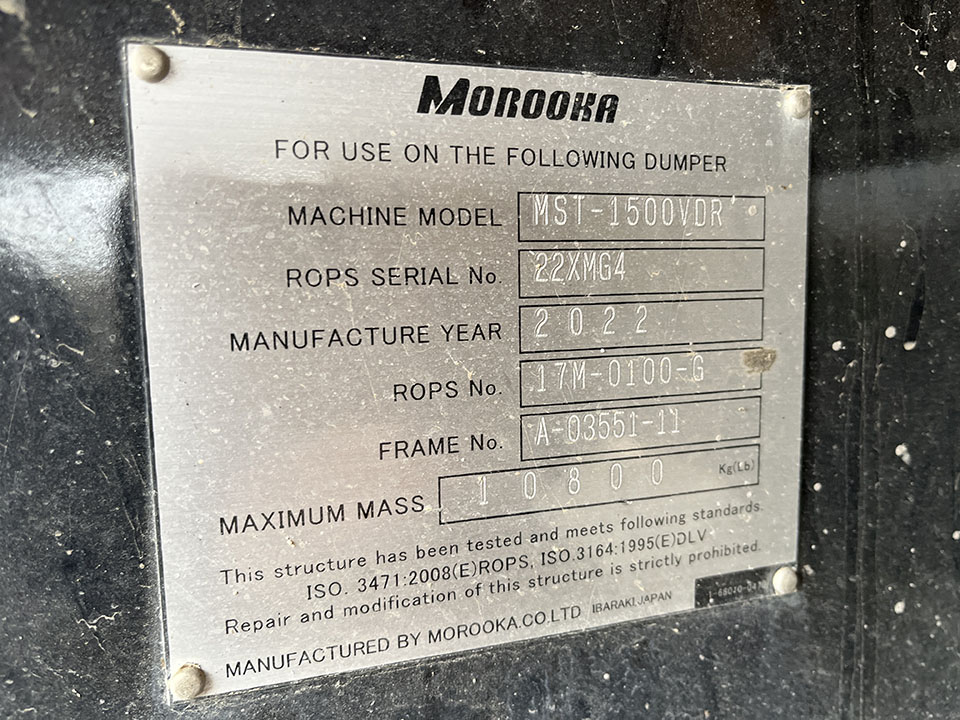 MOROOKA
FOR USE ON THE FOLLOWING DUMPER
MACHINE MODEL MST-1500VDR
ROPS SERIAL No. 22XMG4
MANUFACTURE YEAR 2022
ROPS No. 17M-0100-G
FRAME No. A-03551-11
MAXIMUM MASS 10800 Kg(Lb)
This structure has been tested and meets following standards.
ISO. 3471:2008(E)ROPS, ISO.3164:1995(E)DLV
Repair and modification of this structure is strictly prohibited.
MANUFACTURED BY MOROOKA.CO.LTD IBARAKI,JAPAN